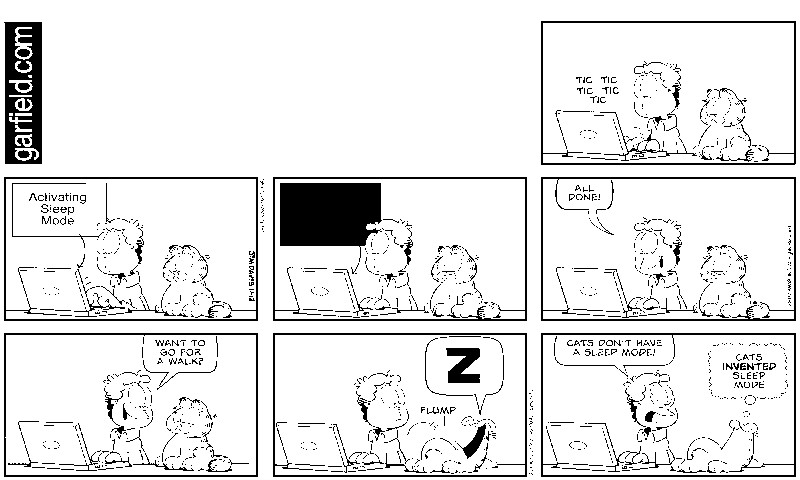 garfield.com
TIC TIC
TIC TIC
TIC
Activating
Sleep
Mode
ALL
DONE!
WANT TO
GO FOR
A WALK?
FLUMP
Z
CATS DON'T HAVE
A SLEEP MODE!
CATS
INVENTED
SLEEP
MODE